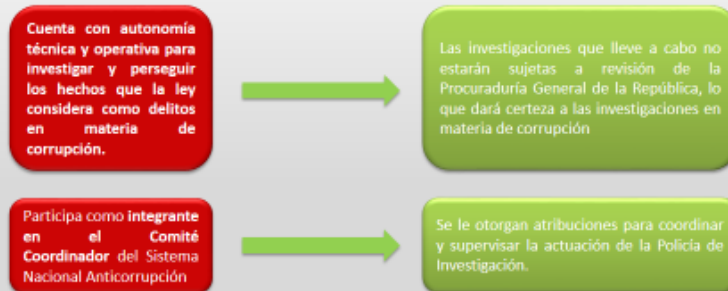 Cuenta con autonomía
técnica y operativa para
investigar y perseguir
los hechos que la ley
considera como delitos
en materia de
corrupción.
Las investigaciones que lleve a cabo no
estarán sujetas a revisión de la
Procuraduría General de la República, lo
que dará certeza a las investigaciones en
materia de corrupción
Participa como integrante
en el Comité
Coordinador del Sistema
Nacional Anticorrupción
Se le otorgan atribuciones para coordinar
y supervisar la actuación de la Policía de
Investigación.